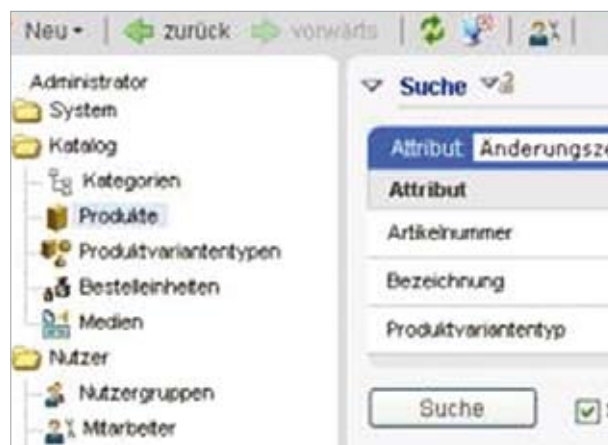 Neu
zurück
vorwärts
Administrator
System
Katalog
Kategorien
Produkte
Produktvariantentypen
Bestelleinheiten
Medien
Nutzer
Nutzergruppen
Mitarbeiter
Suche
Attribut Änderungsze
Attribut
Artikelnummer
Bezeichnung
Produktvariantentyp
Suche